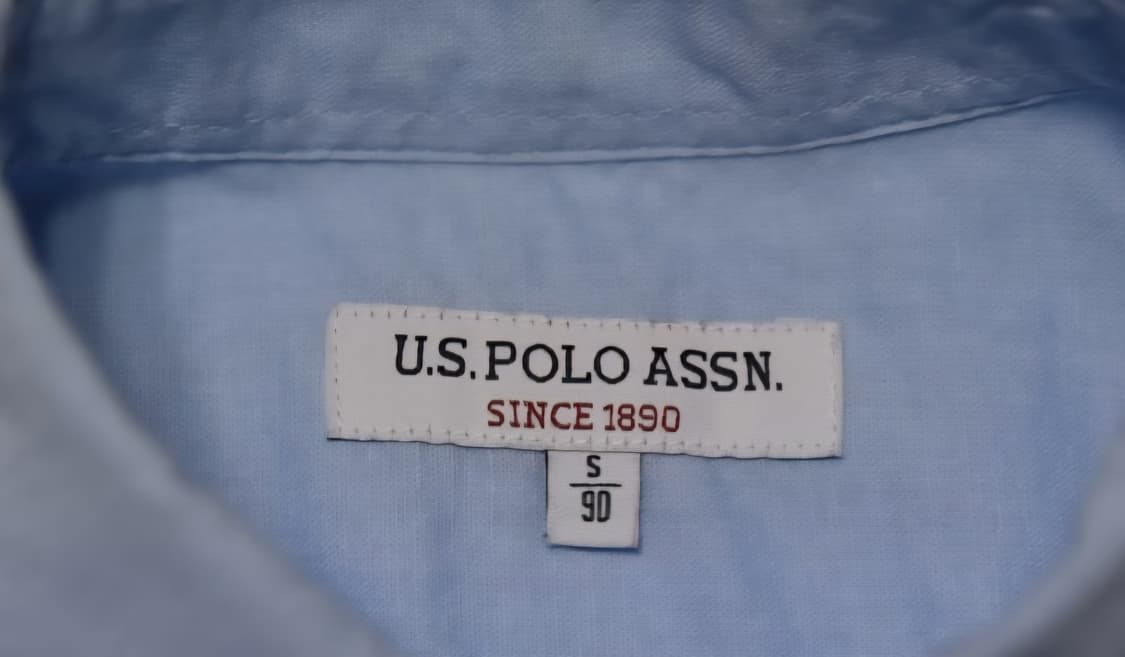 U.S. POLO ASSN.
SINCE 1890
S
90